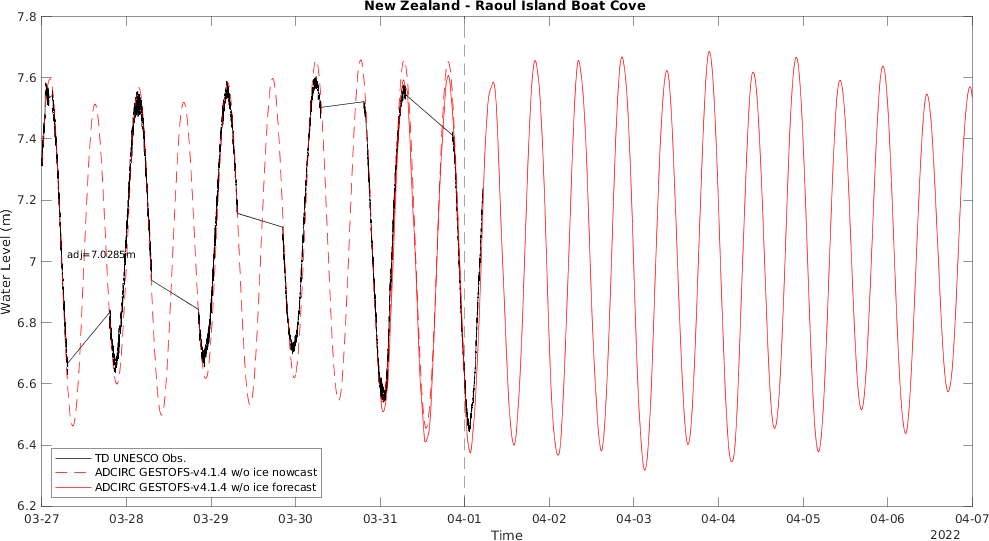 New Zealand - Raoul Island Boat Cove
7.8
7.6
7.4
7.2
7
6.8
6.6
6.4
6.2
Water Level (m)
adj=7.0285m
TD UNESCO Obs.
ADCIRC GESTOFS-v4.1.4 w/o ice nowcast
ADCIRC GESTOFS-v4.1.4 w/o ice forecast
03-27 03-28 03-29 03-30 03-31 04-01 04-02 04-03 04-04 04-05 04-06 04-07
Time
2022